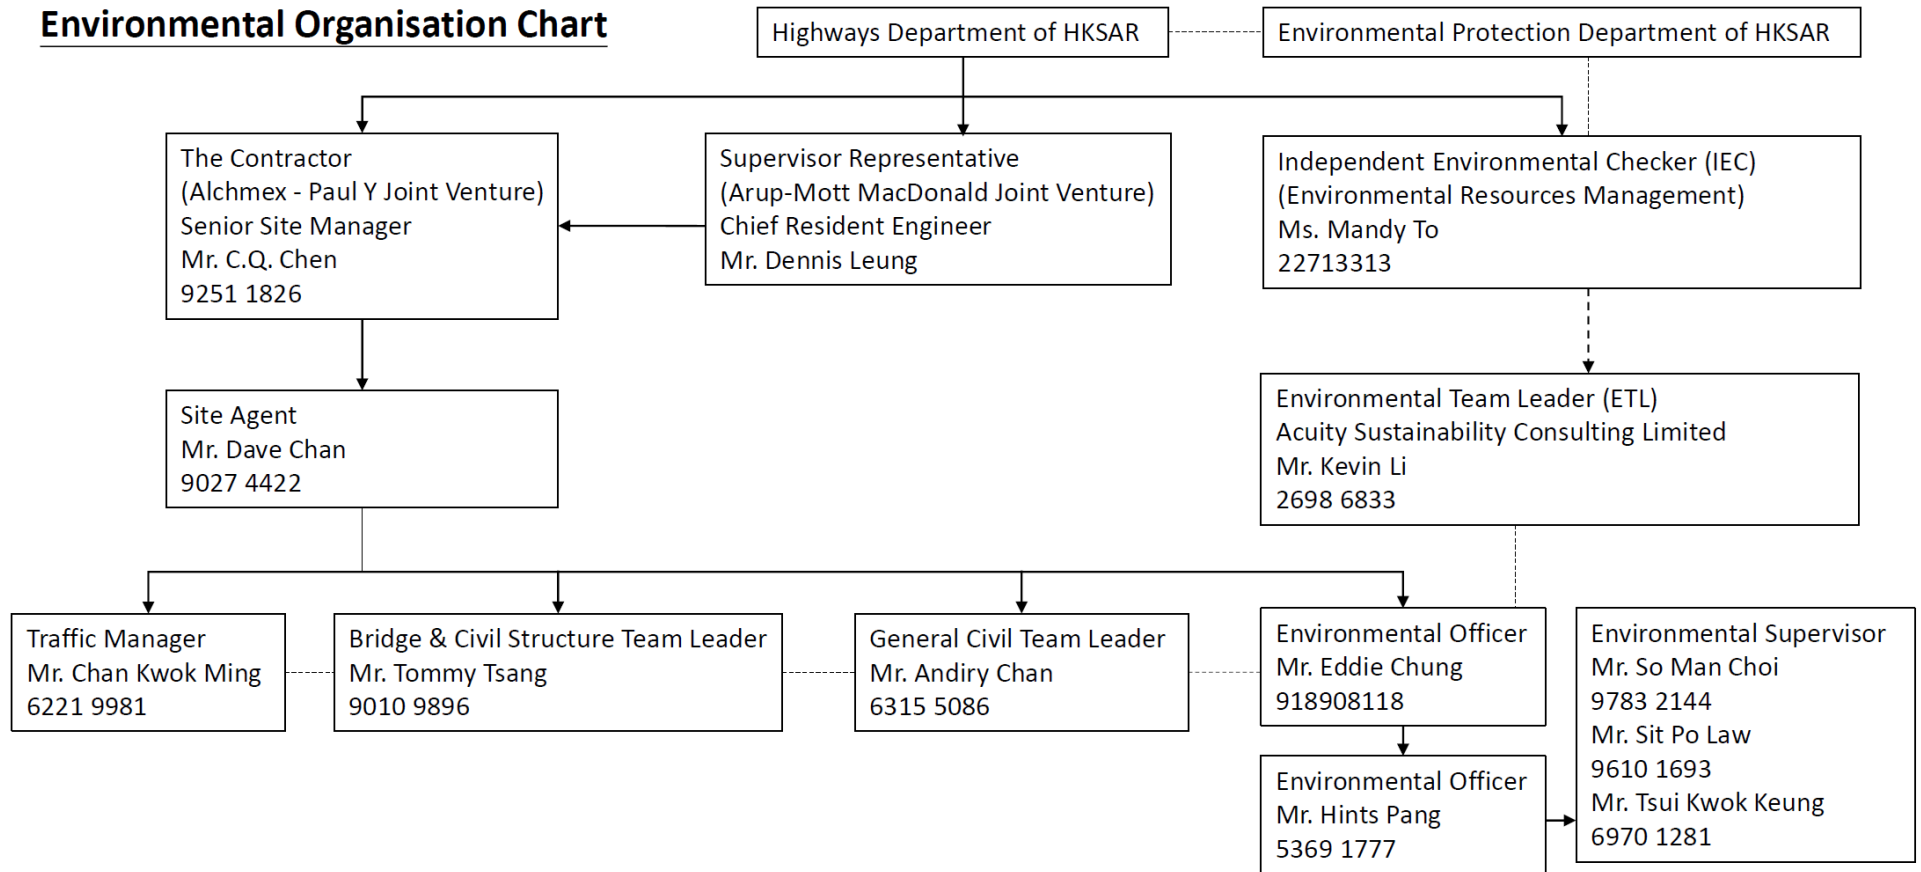 Environmental Organisation Chart
Highways Department of HKSAR
Environmental Protection Department of HKSAR
The Contractor
(Alchmex - Paul Y Joint Venture)
Senior Site Manager
Mr. C.Q. Chen
9251 1826
Supervisor Representative
(Arup-Mott MacDonald Joint Venture)
Chief Resident Engineer
Mr. Dennis Leung
Independent Environmental Checker (IEC)
(Environmental Resources Management)
Ms. Mandy To
22713313
Site Agent
Mr. Dave Chan
9027 4422
Environmental Team Leader (ETL)
Acuity Sustainability Consulting Limited
Mr. Kevin Li
2698 6833
Traffic Manager
Mr. Chan Kwok Ming
6221 9981
Bridge & Civil Structure Team Leader
Mr. Tommy Tsang
9010 9896
General Civil Team Leader
Mr. Andiry Chan
6315 5086
Environmental Officer
Mr. Eddie Chung
918908118
Environmental Officer
Mr. Hints Pang
5369 1777
Environmental Supervisor
Mr. So Man Choi
9783 2144
Mr. Sit Po Law
9610 1693
Mr. Tsui Kwok Keung
6970 1281